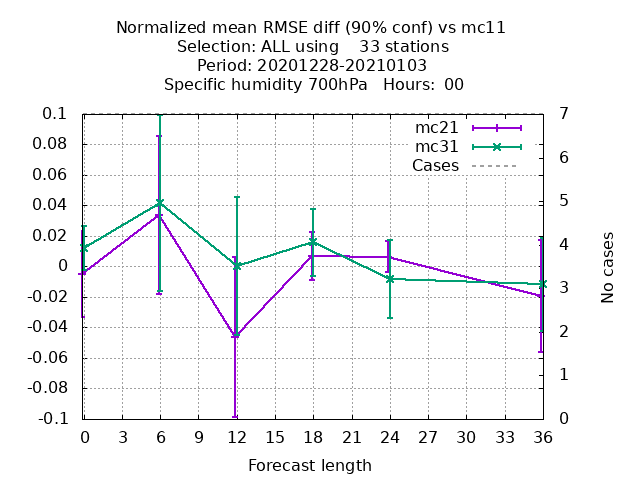 Normalized mean RMSE diff (90% conf) vs mc11
Selection: ALL using    33 stations
Period: 20201228-20210103
Specific humidity 700hPa   Hours:  00
0.1
0.08
0.06
0.04
0.02
0
-0.02
-0.04
-0.06
-0.08
-0.1
mc21
mc31
Cases
7
6
5
4
3
2
1
0
No cases
0 3 6 9 12 15 18 21 24 27 30 33 36
Forecast length